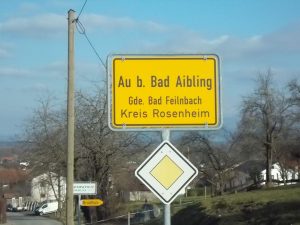 Au b. Bad Aibling
Gde. Bad Feilnbach
Kreis Rosenheim